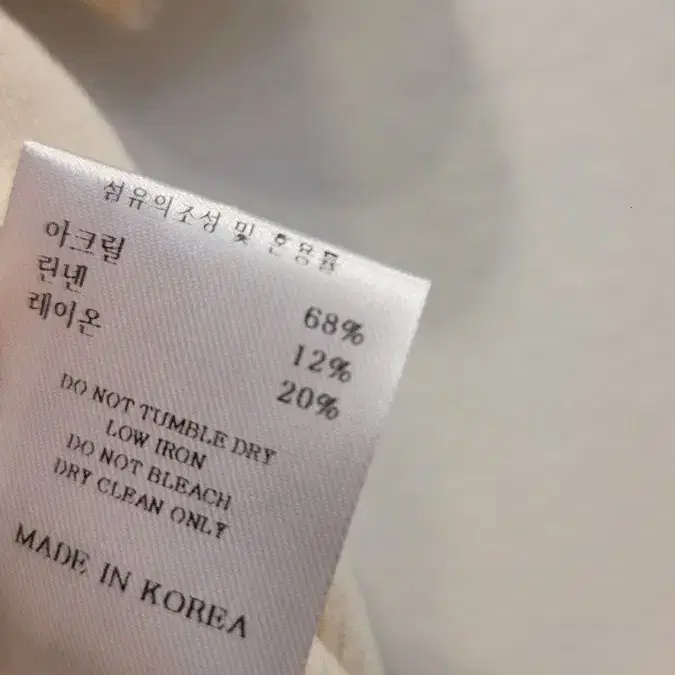 섬유의조성 및 혼용률
아크릴 68%
린넨 12%
레이온 20%
DO NOT TUMBLE DRY
LOW IRON
DO NOT BLEACH
DRY CLEAN ONLY
MADE IN KOREA